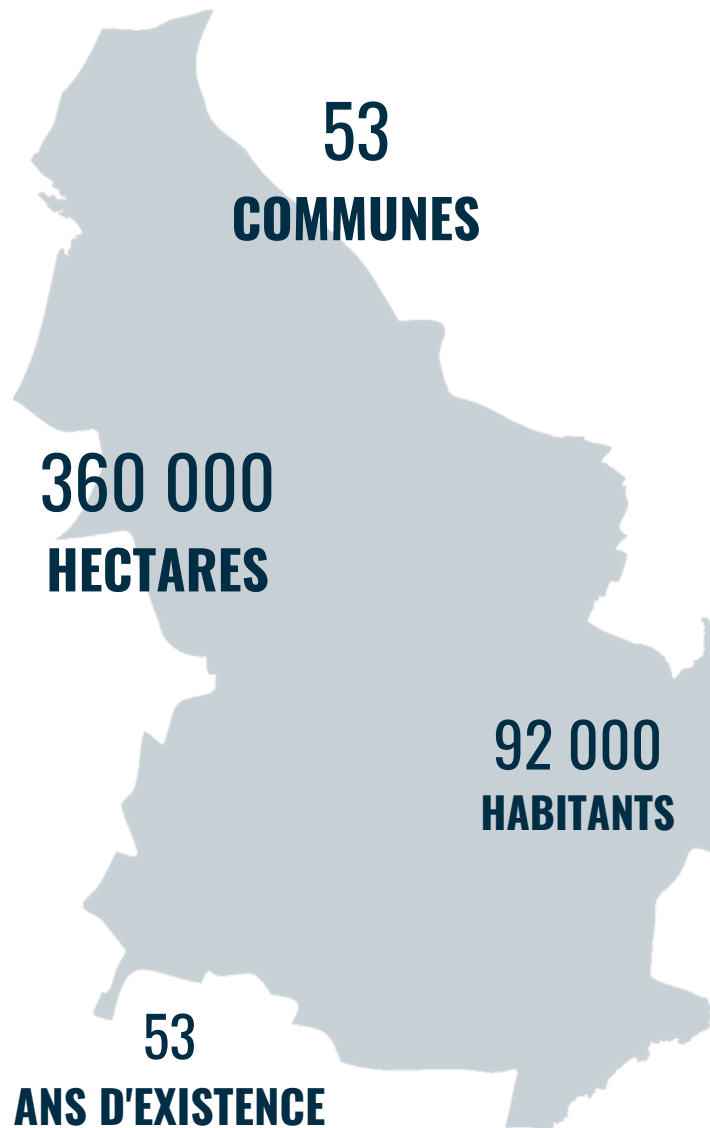 53
COMMUNES
360 000
HECTARES
92 000
HABITANTS
53
ANS D'EXISTENCE